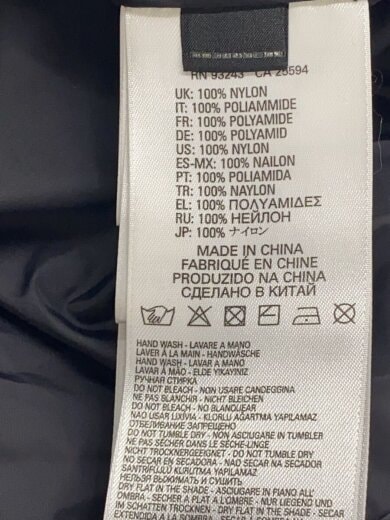 RN 93243 CA 26594
UK: 100% NYLON
IT: 100% POLIAMMIDE
FR: 100% POLYAMIDE
DE: 100% POLYAMID
US: 100% NYLON
ES-MX: 100% NAILON
PT: 100% POLIAMIDA
TR: 100% NAYLON
EL: 100% ΠΟΛΥΑΜΙΔΕΣ
RU: 100% НЕЙЛОН
JP: 100% ナイロン
MADE IN CHINA
FABRIQUÉ EN CHINE
PRODUZIDO NA CHINA
СДЕЛАНО В КИТАЙ
HAND WASH - LAVARE A MANO
LAVER À LA MAIN - HANDWÄSCHE
HAND WASH - LAVAR A MANO
LAVAR À MÃO - ELDE YIKAYINIZ
РУЧНАЯ СТИРКА
DO NOT BLEACH - NON USARE CANDEGGINA
NE PAS BLANCHIR - NICHT BLEICHEN
DO NOT BLEACH - NO BLANQUEAR
NÃO USAR LIXÍVIA - KLORLU AĞARTMA YAPILAMAZ
ОТБЕЛИВАНИЕ ЗАПРЕЩЕНО
DO NOT TUMBLE DRY - NON ASCIUGARE IN TUMBLER
NE PAS SÉCHER DANS LE SÈCHE-LINGE
NICHT TROCKNERGEEIGNET - DO NOT TUMBLE DRY
NO SECAR EN SECADORA - NÃO SECAR NA SECADOR
SANTRIFÜJLÜ KURUTMA YAPILAMAZ
НЕЛЬЗЯ ВЫЖИМАТЬ И СУШИТЬ
DRY FLAT IN THE SHADE - ASCIUGARE IN PIANO ALL'
OMBRA - SÉCHER À PLAT À L'OMBRE - NUR LIEGEND UND
IM SCHATTEN TROCKNEN - DRY FLAT IN THE SHADE - SECAR
EXTENDIDA A LA SOMBRA - SECAR